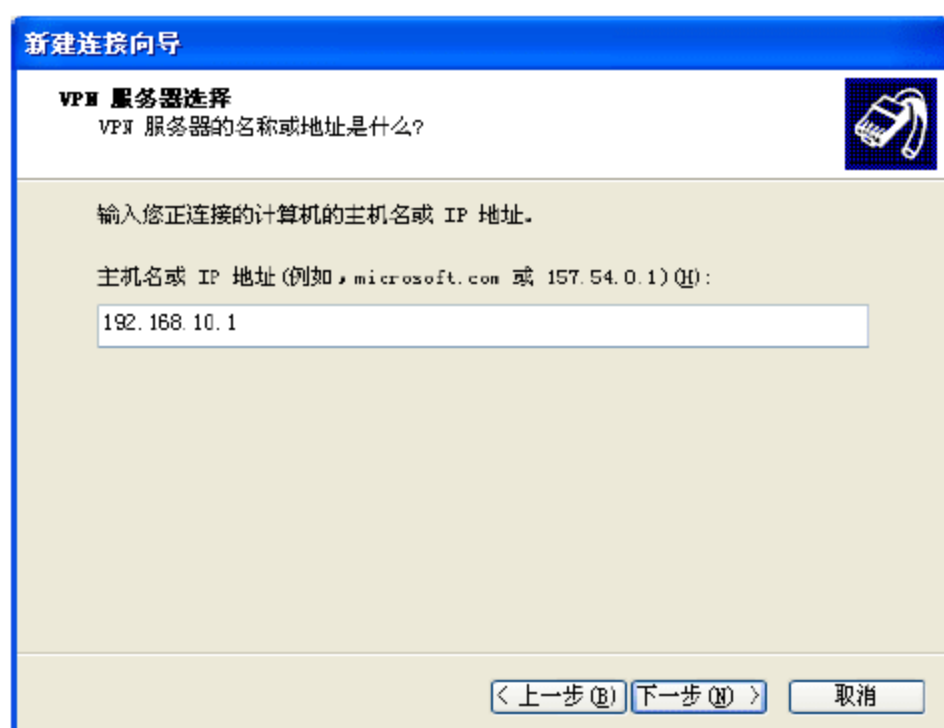 新建连接向导
VPN 服务器选择
VPN 服务器的名称或地址是什么?
输入您正连接的计算机的主机名或 IP 地址。
主机名或 IP 地址(例如，microsoft.com 或 157.54.0.1)(H):
192.168.10.1
< 上一步(B) 下一步(N) > 取消